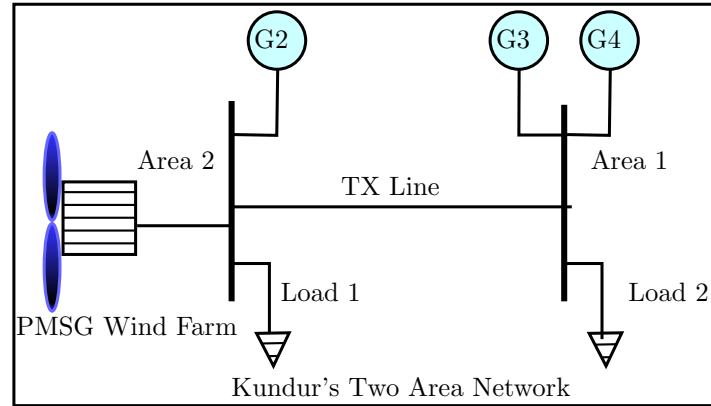 G2
G3
G4
Area 2
Area 1
TX Line
Load 1
Load 2
PMSG Wind Farm
Kundur's Two Area Network